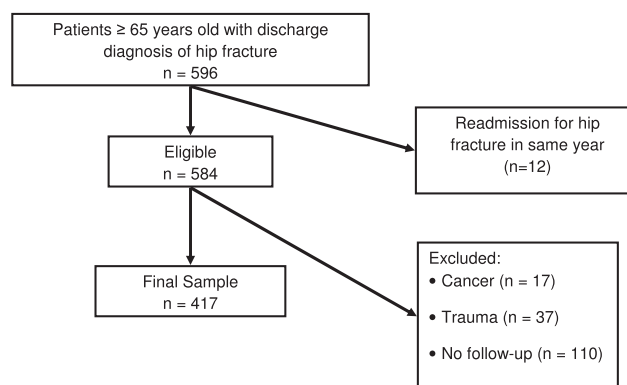 Patients ≥ 65 years old with discharge
diagnosis of hip fracture
n = 596
Readmission for hip
fracture in same year
(n=12)
Eligible
n = 584
Final Sample
n = 417
Excluded:
• Cancer (n = 17)
• Trauma (n = 37)
• No follow-up (n = 110)